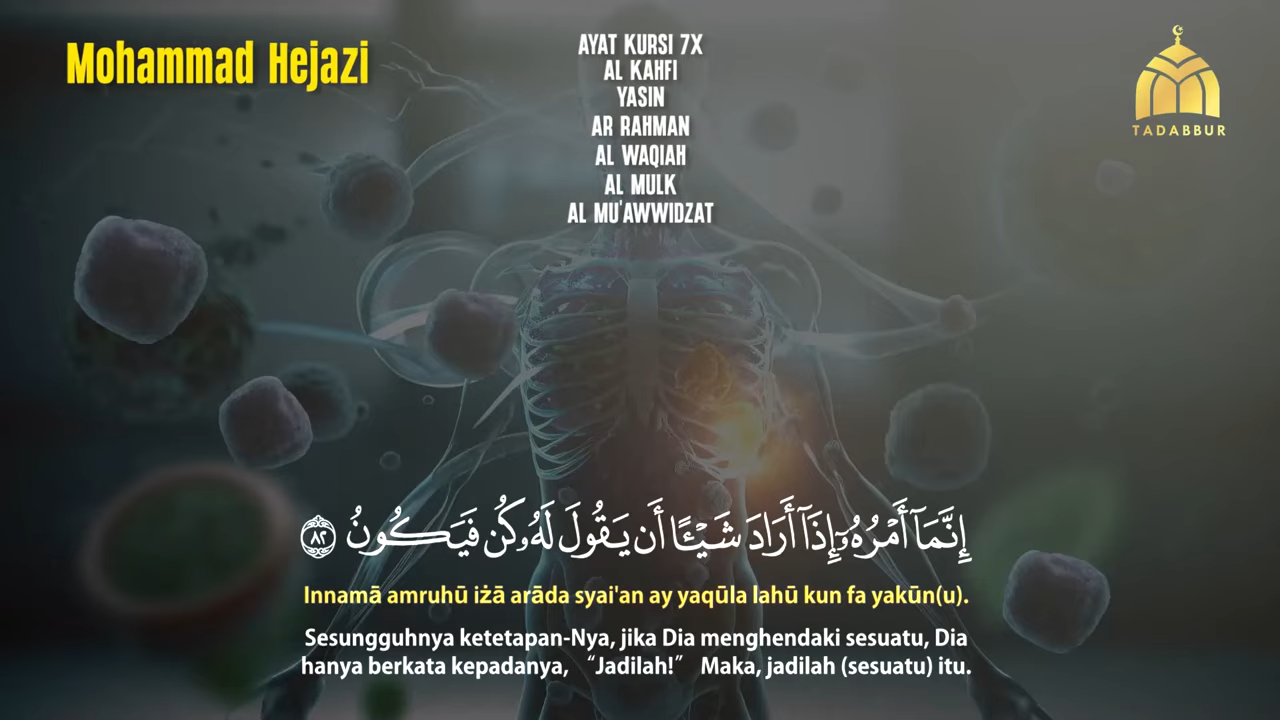 Mohammad Hejazi
AYAT KURSI 7X
AL KAHFI
YASIN
AR RAHMAN
AL WAQIAH
AL MULK
AL MU'AWWIDZAT
TADABBUR
إِنَّمَآ أَمْرُهُۥٓ إِذَآ أَرَادَ شَيْـًٔا أَن يَقُولَ لَهُۥ كُن فَيَكُونُ ٨٢
Innamā amruhū iżā arāda syai'an ay yaqūla lahū kun fa yakūn(u).
Sesungguhnya ketetapan-Nya, jika Dia menghendaki sesuatu, Dia
hanya berkata kepadanya, “Jadilah!” Maka, jadilah (sesuatu) itu.